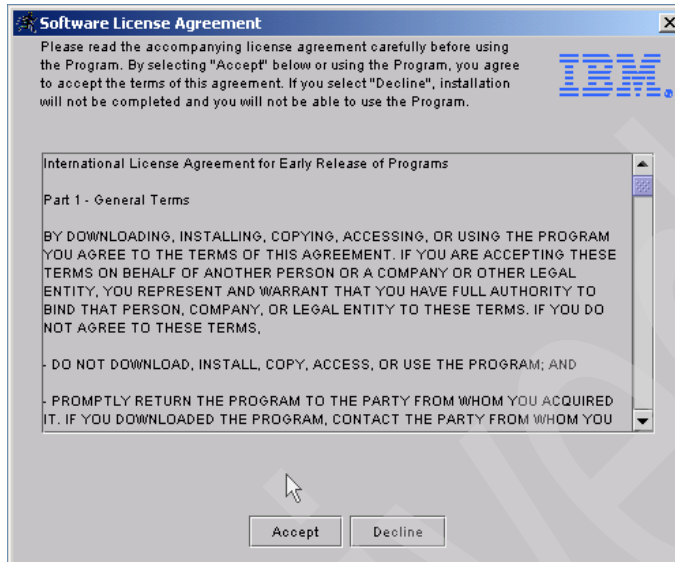 Software License Agreement
Please read the accompanying license agreement carefully before using
the Program. By selecting "Accept" below or using the Program, you agree
to accept the terms of this agreement. If you select "Decline", installation
will not be completed and you will not be able to use the Program.
IBM.
International License Agreement for Early Release of Programs
Part 1 - General Terms
BY DOWNLOADING, INSTALLING, COPYING, ACCESSING, OR USING THE PROGRAM
YOU AGREE TO THE TERMS OF THIS AGREEMENT. IF YOU ARE ACCEPTING THESE
TERMS ON BEHALF OF ANOTHER PERSON OR A COMPANY OR OTHER LEGAL
ENTITY, YOU REPRESENT AND WARRANT THAT YOU HAVE FULL AUTHORITY TO
BIND THAT PERSON, COMPANY, OR LEGAL ENTITY TO THESE TERMS. IF YOU DO
NOT AGREE TO THESE TERMS,
- DO NOT DOWNLOAD, INSTALL, COPY, ACCESS, OR USE THE PROGRAM; AND
- PROMPTLY RETURN THE PROGRAM TO THE PARTY FROM WHOM YOU ACQUIRED
IT. IF YOU DOWNLOADED THE PROGRAM, CONTACT THE PARTY FROM WHOM YOU
Accept Decline